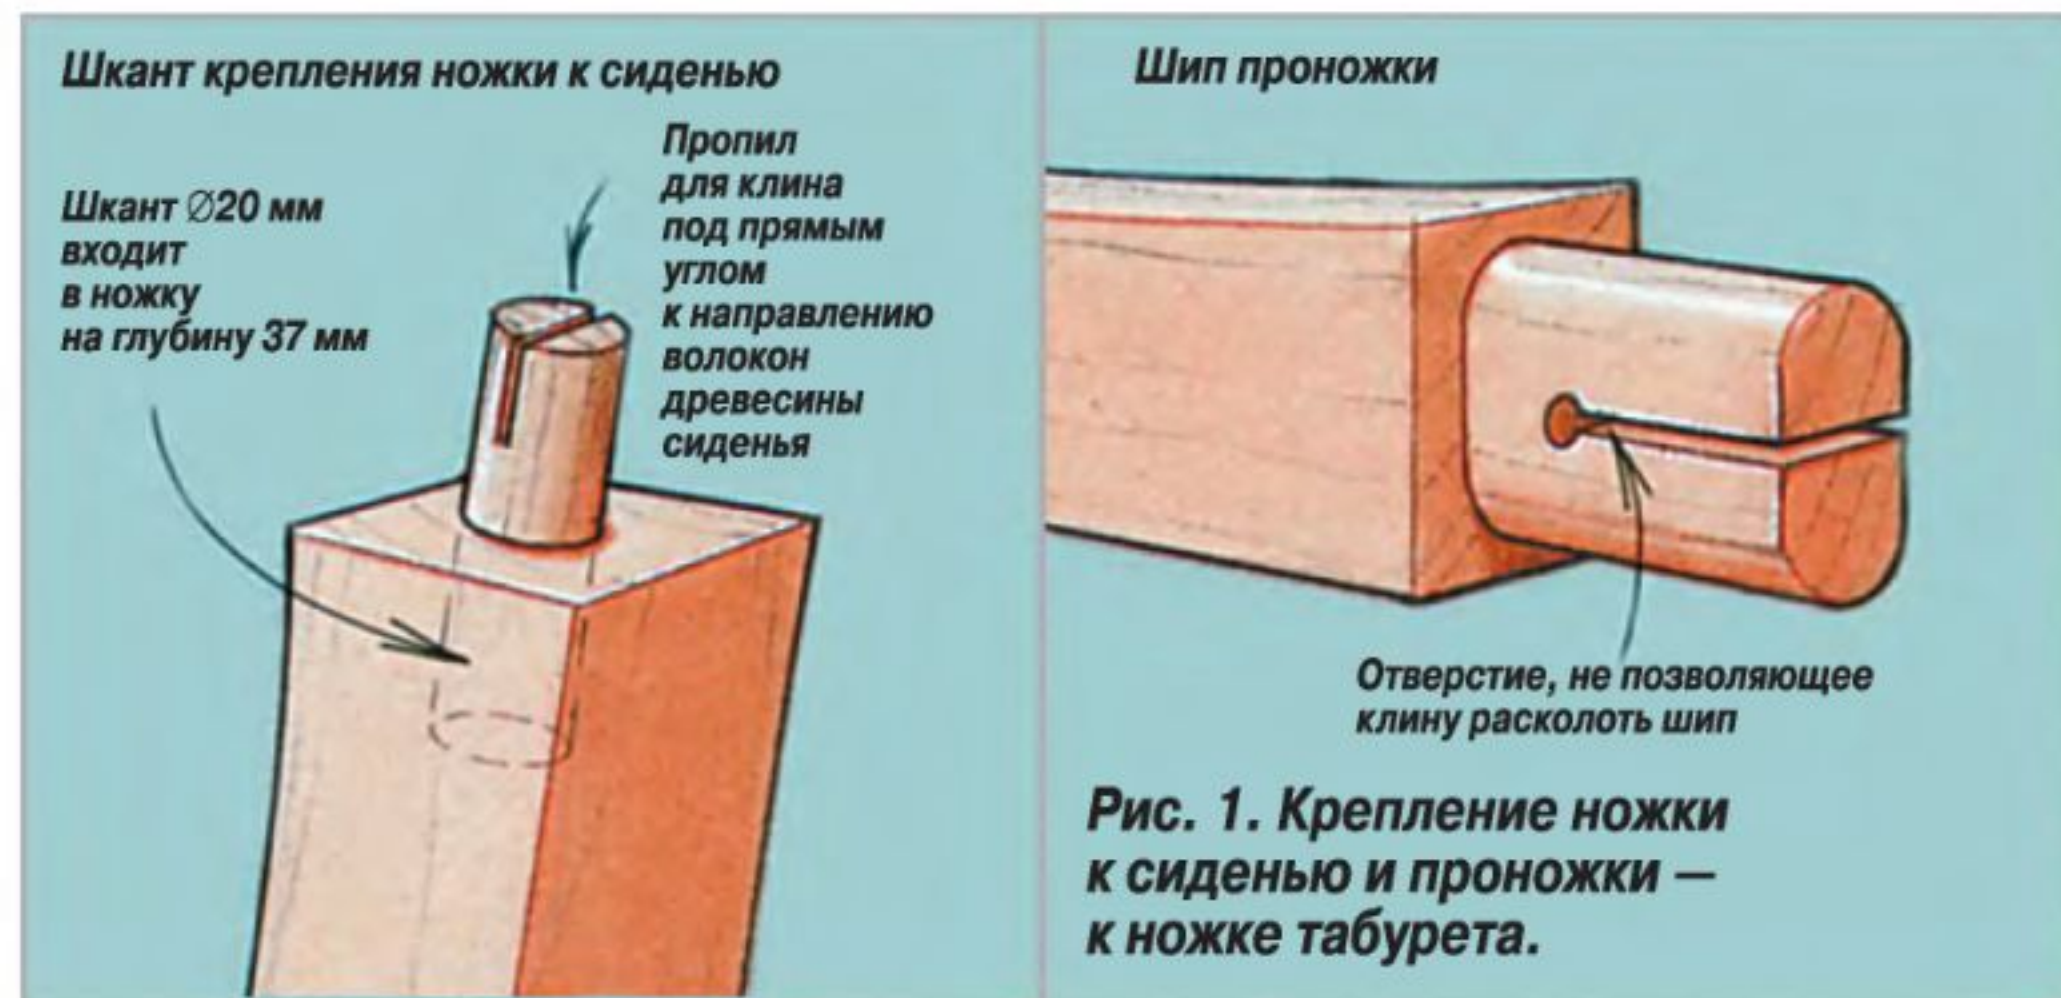 Шкант крепления ножки к сиденью
Шкант Ø20 мм
входит
в ножку
на глубину 37 мм
Пропил
для клина
под прямым
углом
к направлению
волокон
древесины
сиденья
Шип проножки
Отверстие, не позволяющее
клину расколоть шип
Рис. 1. Крепление ножки
к сиденью и проножки —
к ножке табурета.